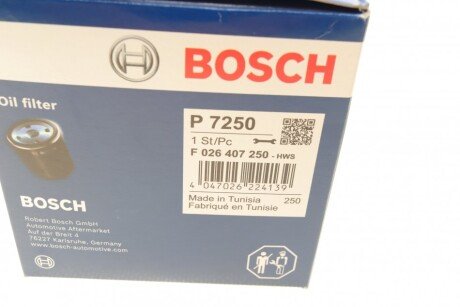 BOSCH
Oil filter
P 7250
1 St/Pc
F 026 407 250 - HWS
4 047026 224139
Made in Tunisia 250
Fabriqué en Tunisie
BOSCH
Robert Bosch GmbH
Automotive Aftermarket
Auf der Breit 4
76227 Karlsruhe, Germany
www.bosch-automotive.com